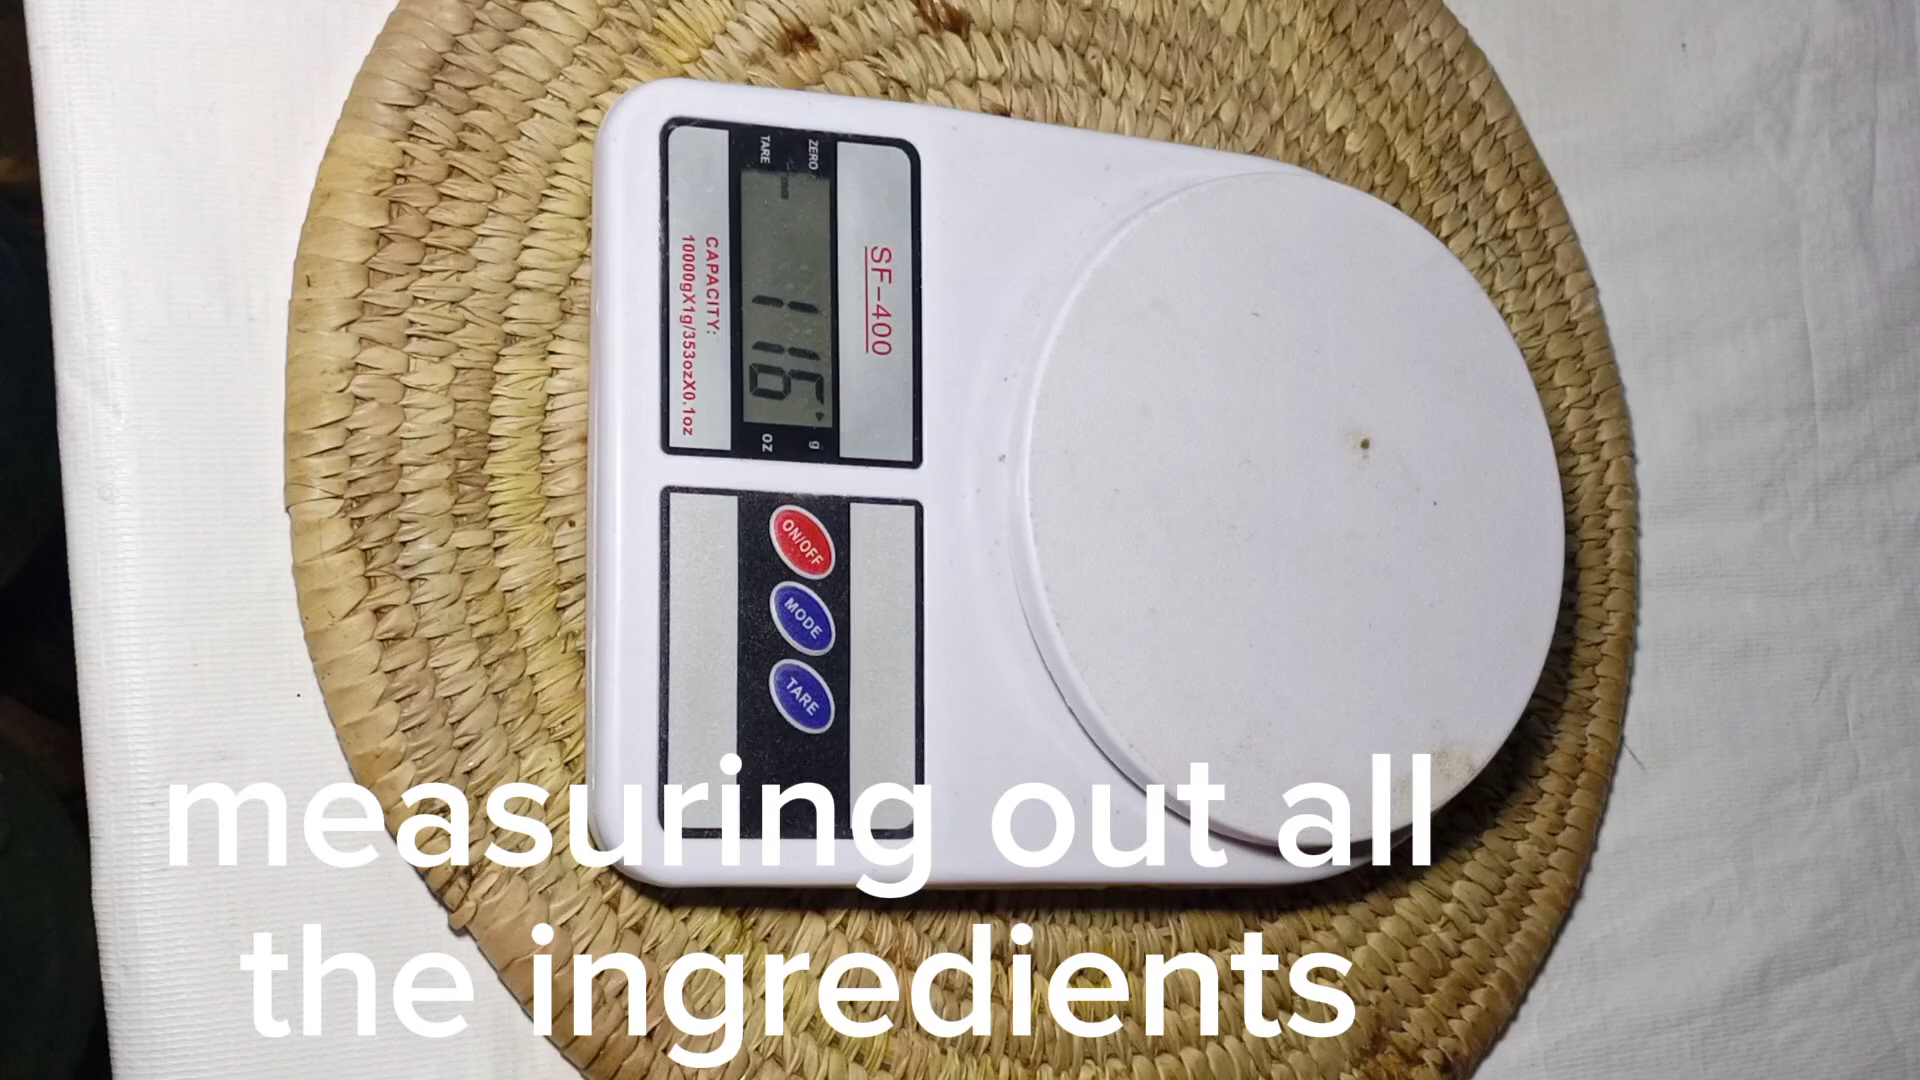 SF-400
ZERO
TARE
-116
g
oz
CAPACITY:
10000gX1g/353ozX0.1oz
ON/OFF
MODE
TARE
measuring out all
the ingredients